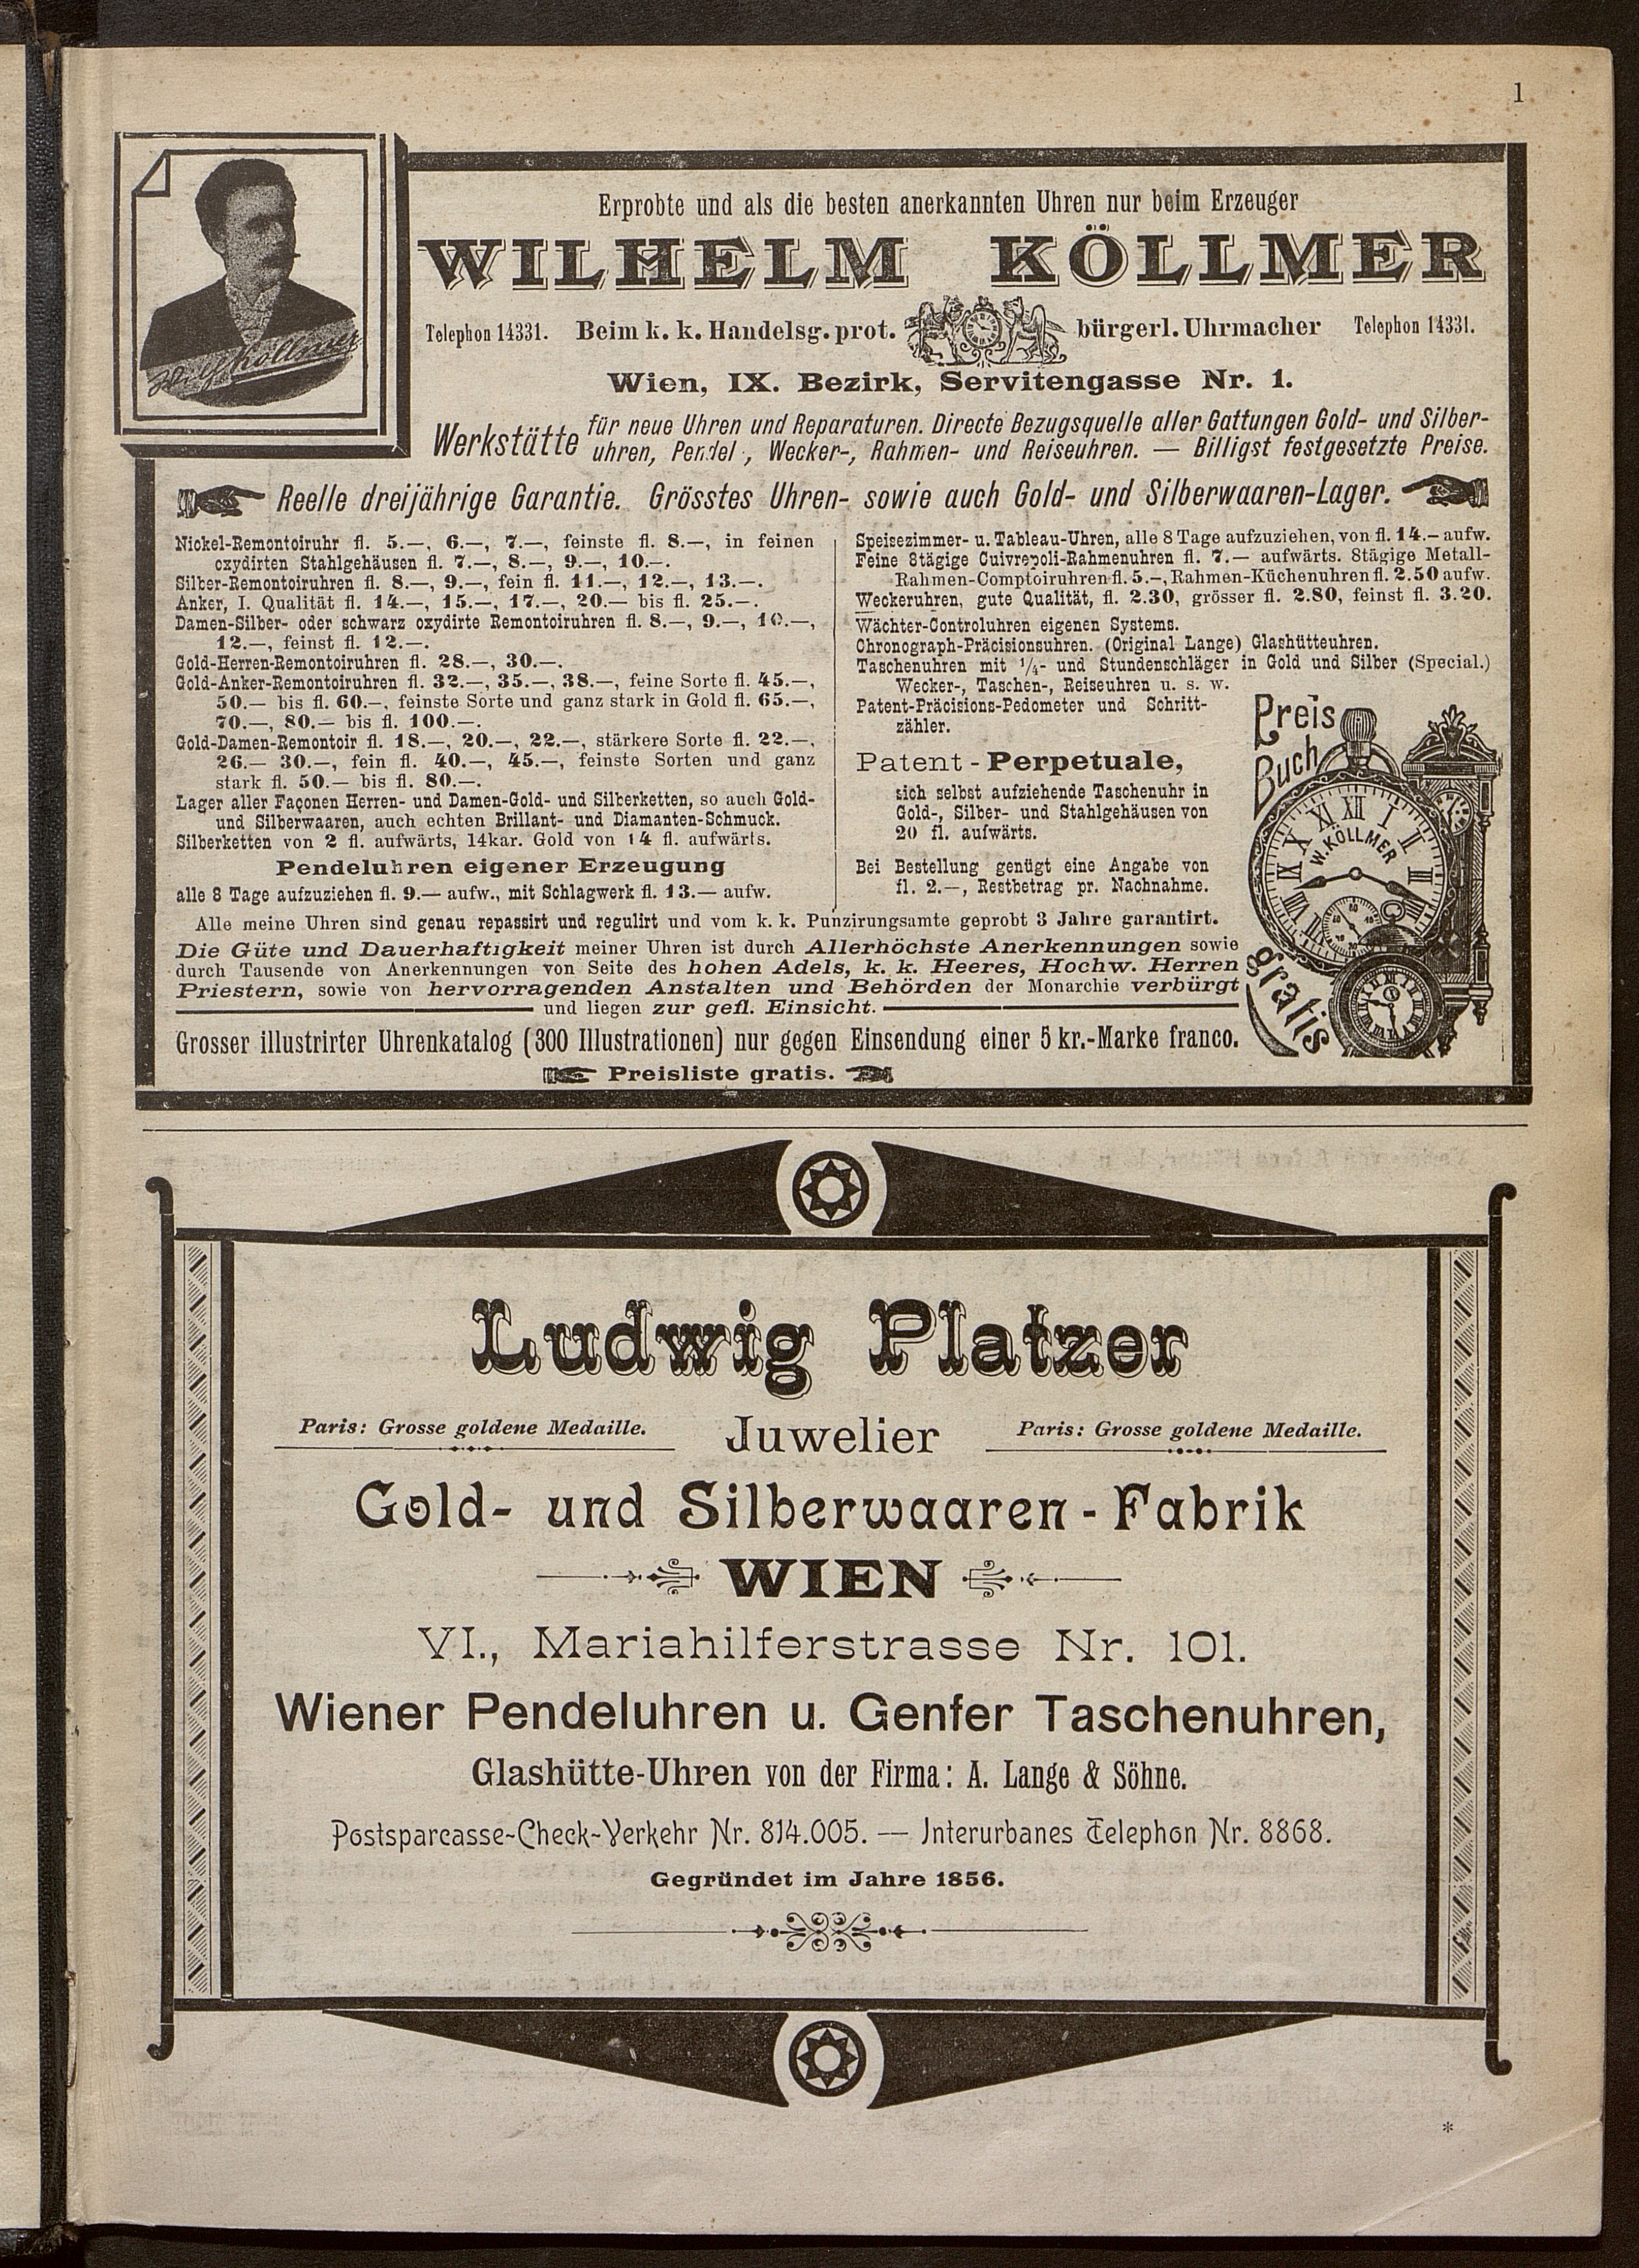 1
Erprobte und als die besten anerkannten Uhren nur beim Erzeuger
WILHELM KÖLLMER
Telephon 14331. Beim k. k. Handelsg. prot. bürgerl. Uhrmacher Telephon 14331.
Wien, IX. Bezirk, Servitengasse Nr. 1.
Werkstätte für neue Uhren und Reparaturen. Directe Bezugsquelle aller Gattungen Gold- und Silber-
uhren, Pendel-, Wecker-, Rahmen- und Reiseuhren. — Billigst festgesetzte Preise.
Reelle dreijährige Garantie. Grösstes Uhren- sowie auch Gold- und Silberwaaren-Lager.
Nickel-Remontoiruhr fl. 5.—, 6.—, 7.—, feinste fl. 8.—, in feinen
oxydirten Stahlgehäusen fl. 7.—, 8.—, 9.—, 10.—.
Silber-Remontoiruhren fl. 8.—, 9.—, fein fl. 11.—, 12.—, 13.—.
Anker, I. Qualität fl. 14.—, 15.—, 17.—, 20.— bis fl. 25.—.
Damen-Silber- oder schwarz oxydirte Remontoiruhren fl. 8.—, 9.—, 10.—,
12.—, feinst fl. 12.—.
Gold-Herren-Remontoiruhren fl. 28.—, 30.—.
Gold-Anker-Remontoiruhren fl. 32.—, 35.—, 38.—, feine Sorte fl. 45.—,
50.— bis fl. 60.—, feinste Sorte und ganz stark in Gold fl. 65.—,
70.—, 80.— bis fl. 100.—.
Gold-Damen-Remontoir fl. 18.—, 20.—, 22.—, stärkere Sorte fl. 22.—,
26.— 30.—, fein fl. 40.—, 45.—, feinste Sorten und ganz
stark fl. 50.— bis fl. 80.—.
Lager aller Façonen Herren- und Damen-Gold- und Silberketten, so auch Gold-
und Silberwaaren, auch echten Brillant- und Diamanten-Schmuck.
Silberketten von 2 fl. aufwärts, 14kar. Gold von 14 fl. aufwärts.
Pendeluhren eigener Erzeugung
alle 8 Tage aufzuziehen fl. 9.— aufw., mit Schlagwerk fl. 13.— aufw.
Speisezimmer- u. Tableau-Uhren, alle 8 Tage aufzuziehen, von fl. 14.— aufw.
Feine 8tägige Cuivrepoli-Rahmenuhren fl. 7.— aufwärts. 8tägige Metall-
Rahmen-Comptoiruhren fl. 5.—, Rahmen-Küchenuhren fl. 2.50 aufw.
Weckeruhren, gute Qualität, fl. 2.30, grösser fl. 2.80, feinst fl. 3.20.
Wächter-Controluhren eigenen Systems.
Chronograph-Präcisionsuhren. (Original Lange) Glashütteuhren.
Taschenuhren mit 1/4- und Stundenschläger in Gold und Silber (Special.)
Wecker-, Taschen-, Reiseuhren u. s. w.
Patent-Präcisions-Pedometer und Schritt-
zähler.
Patent-Perpetuale,
sich selbst aufziehende Taschenuhr in
Gold-, Silber- und Stahlgehäusen von
20 fl. aufwärts.
Bei Bestellung genügt eine Angabe von
fl. 2.—, Restbetrag pr. Nachnahme.
Preis
Buch
W. KÖLLMER
gratis
Alle meine Uhren sind genau repassirt und regulirt und vom k. k. Punzirungsamte geprobt 3 Jahre garantirt.
Die Güte und Dauerhaftigkeit meiner Uhren ist durch Allerhöchste Anerkennungen sowie
durch Tausende von Anerkennungen von Seite des hohen Adels, k. k. Heeres, Hochw. Herren
Priestern, sowie von hervorragenden Anstalten und Behörden der Monarchie verbürgt
und liegen zur gefl. Einsicht.
Grosser illustrirter Uhrenkatalog (300 Illustrationen) nur gegen Einsendung einer 5 kr.-Marke franco.
Preisliste gratis.
Ludwig Platzer
Paris: Grosse goldene Medaille. Juwelier Paris: Grosse goldene Medaille.
Gold- und Silberwaaren-Fabrik
WIEN
VI., Mariahilferstrasse Nr. 101.
Wiener Pendeluhren u. Genfer Taschenuhren,
Glashütte-Uhren von der Firma: A. Lange & Söhne.
Postsparcasse-Check-Verkehr Nr. 814.005. — Interurbanes Telephon Nr. 8868.
Gegründet im Jahre 1856.
*